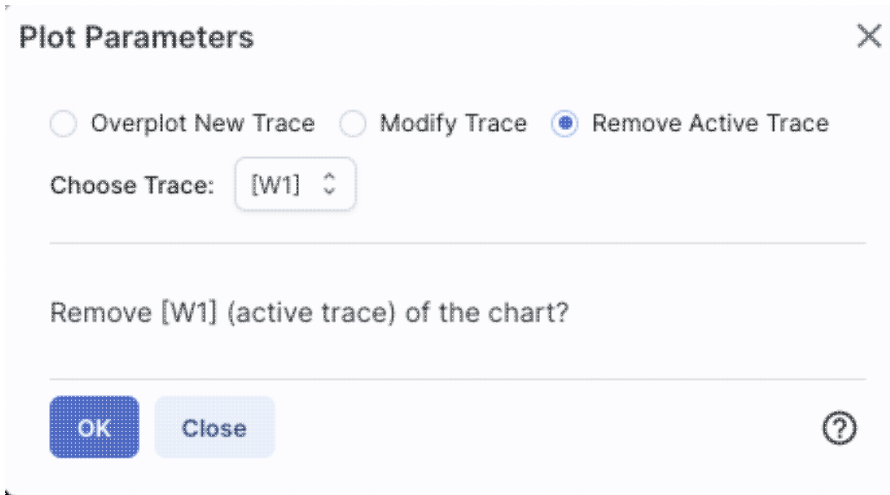 Plot Parameters
Overplot New Trace Modify Trace Remove Active Trace
Choose Trace: [W1]
Remove [W1] (active trace) of the chart?
OK Close